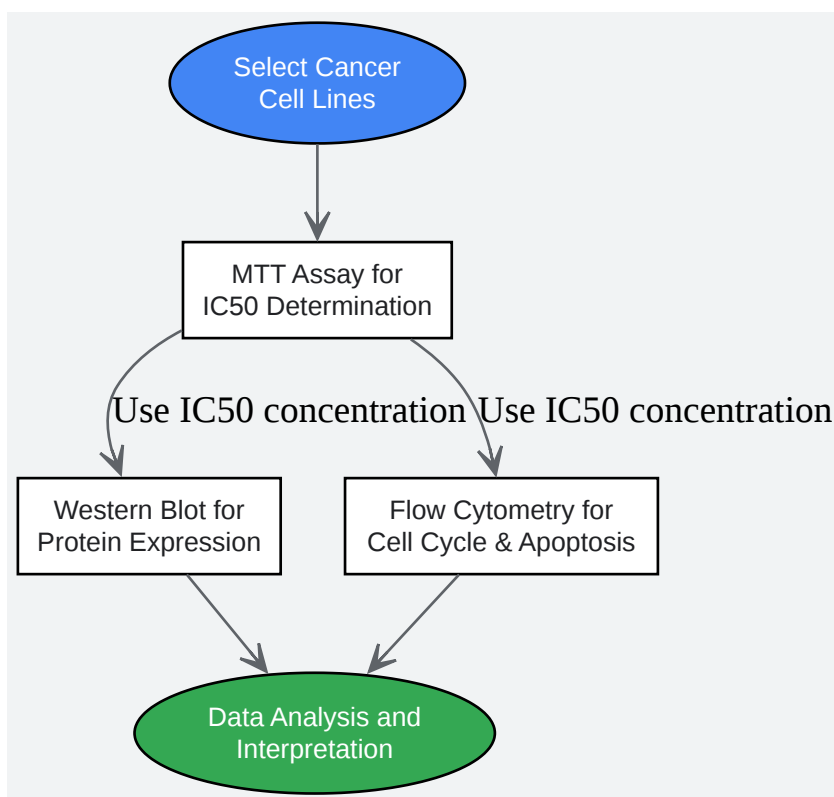 Select Cancer
Cell Lines
MTT Assay for
IC50 Determination
Use IC50 concentration
Use IC50 concentration
Western Blot for
Protein Expression
Flow Cytometry for
Cell Cycle & Apoptosis
Data Analysis and
Interpretation